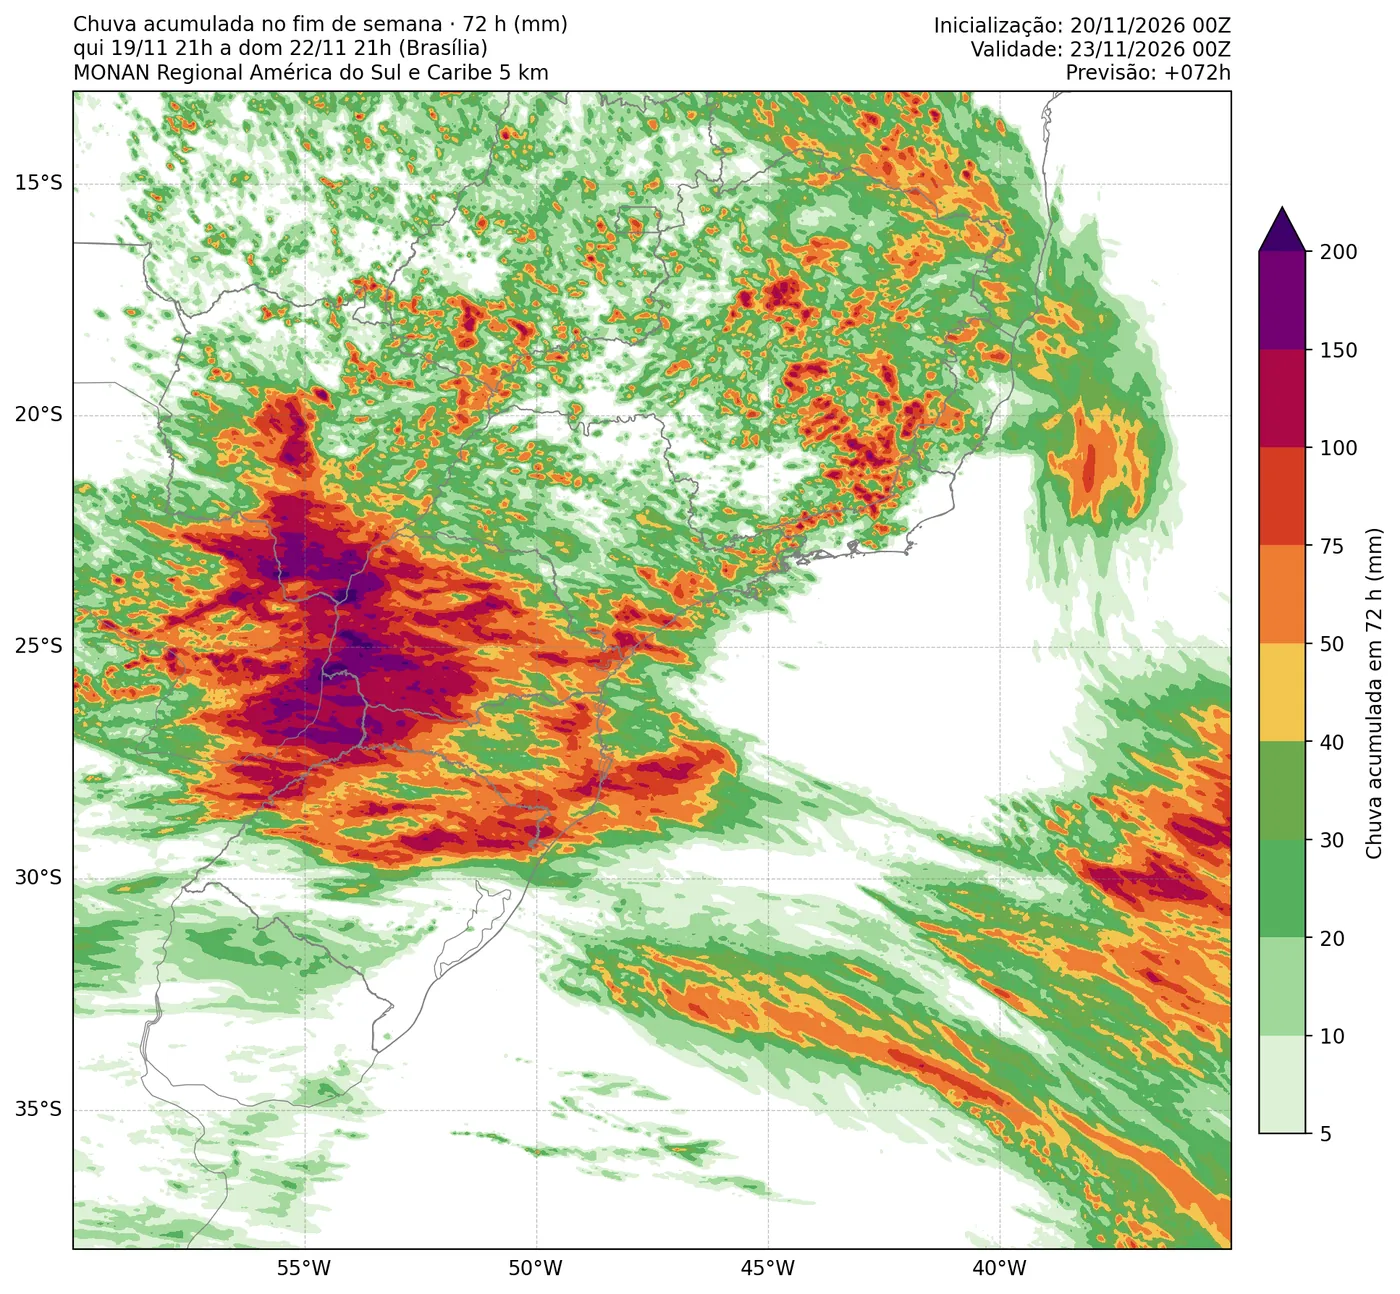 Chuva acumulada no fim de semana · 72 h (mm)
qui 19/11 21h a dom 22/11 21h (Brasília)
MONAN Regional América do Sul e Caribe 5 km
Inicialização: 20/11/2026 00Z
Validade: 23/11/2026 00Z
Previsão: +072h
15°S
20°S
25°S
30°S
35°S
55°W
50°W
45°W
40°W
200
150
100
75
50
40
30
20
10
5
Chuva acumulada em 72 h (mm)